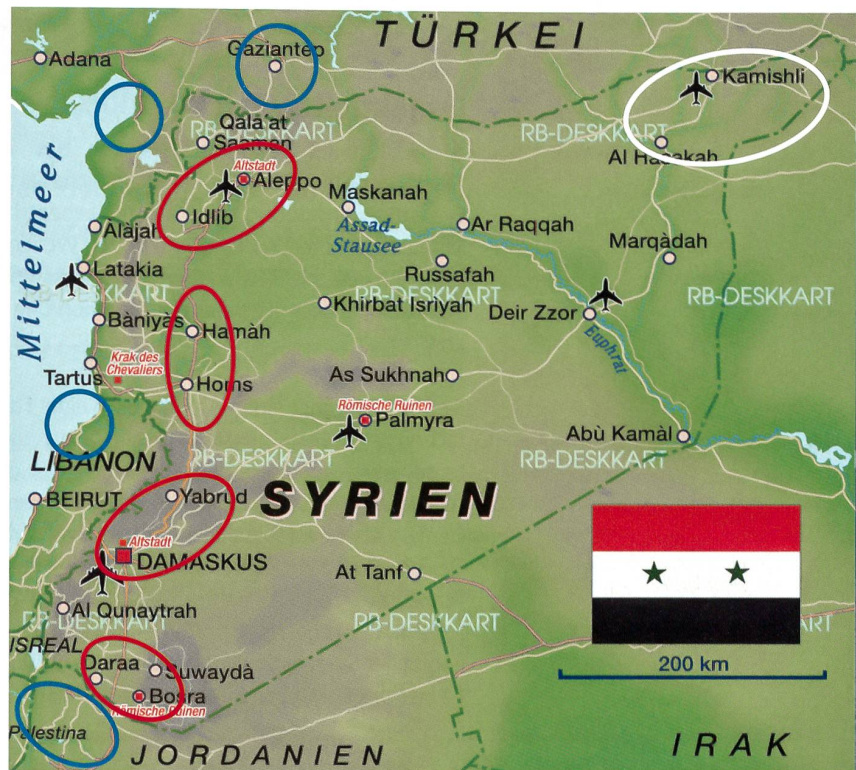 TÜRKEI
Adana
Gaziantep
Kamishli
RB-DESKKART
Qala at
Saaman
RB-DESKKART
Al Hasakah
Altstadt
Aleppo
Mittelmeer
Idlib
Maskanah
Assad-
Stausee
Ar Raqqah
Alajah
Marqàdah
Latakia
Russafah
RB-DESKKART
RB-DESKKART
RB-DESKKART
Khirbat Isriyah
Deir Zzor
Bàniyàs
Hamàh
Euphrat
Krak des
Chevaliers
Tartus
Homs
As Sukhnah
Römische Ruinen
Palmyra
Abù Kamàl
LIBANON
RB-DESKKART
RB-DESKKART
BEIRUT
Yabrud
SYRIEN
Altstadt
DAMASKUS
At Tanf
Al Qunaytrah
RB-DESKKART
RB-DESKKART
ISREAL
Daraa
Suwaydà
200 km
Bosra
Römische Ruinen
Palestina
JORDANIEN
IRAK